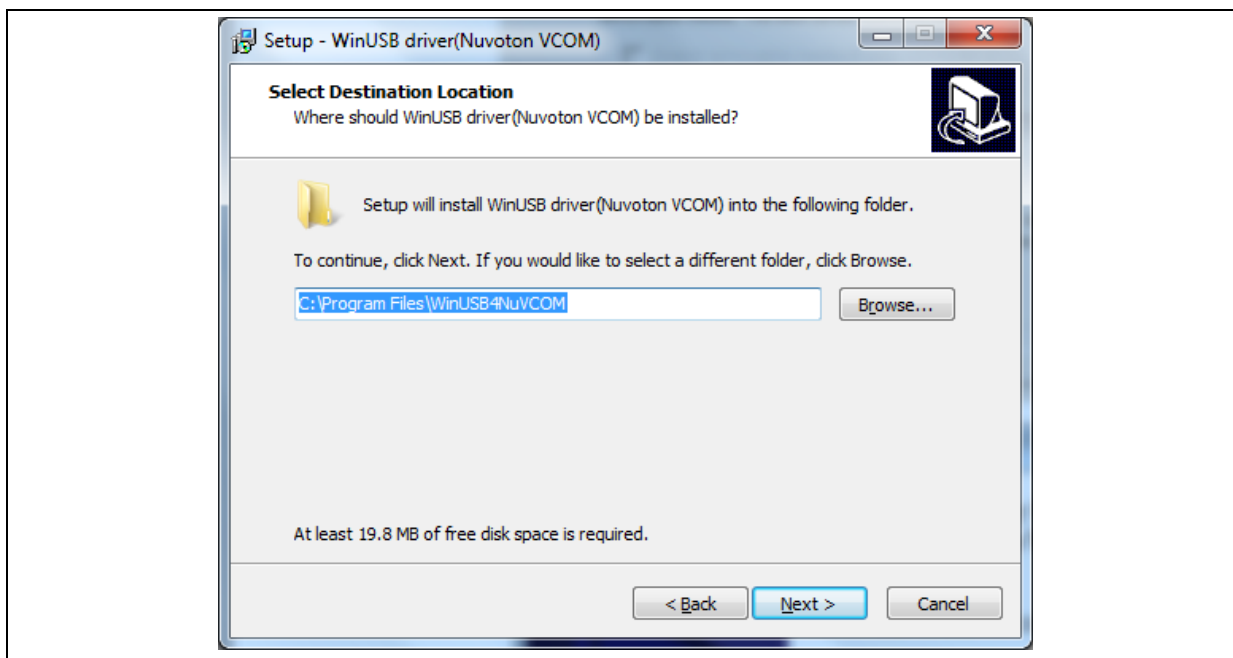 Setup - WinUSB driver(Nuvoton VCOM)
Select Destination Location
Where should WinUSB driver(Nuvoton VCOM) be installed?
Setup will install WinUSB driver(Nuvoton VCOM) into the following folder.
To continue, click Next. If you would like to select a different folder, click Browse.
C:\Program Files\WinUSB4NuVCOM
Browse...
At least 19.8 MB of free disk space is required.
< Back Next > Cancel